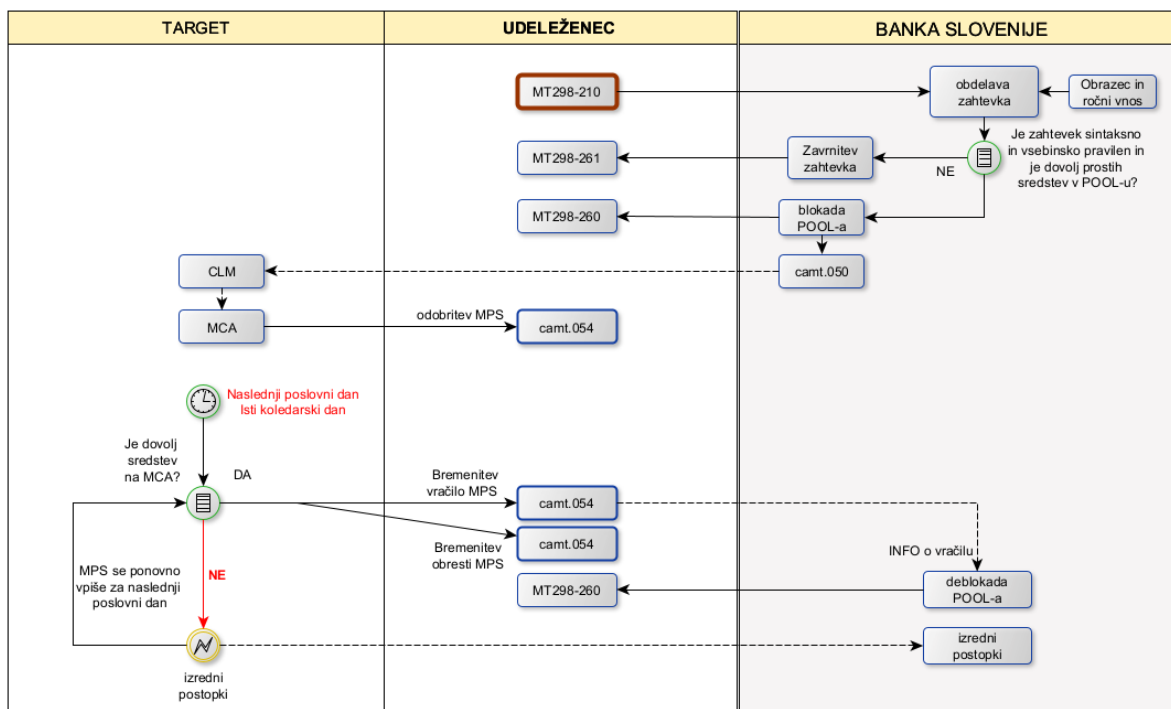 TARGET
UDELEŽENEC
BANKA SLOVENIJE
MT298-210
obdelava
zahtevka
Obrazec in
ročni vnos
Je zahtevek sintaksno
in vsebinsko pravilen in
je dovolj prostih
sredstev v POOL-u?
MT298-261
Zavrnitev
zahtevka
NE
MT298-260
blokada
POOL-a
CLM
camt.050
MCA
odobritev MPS
camt.054
Naslednji poslovni dan
Isti koledarski dan
Je dovolj
sredstev
na MCA?
DA
Bremenitev
vračilo MPS
camt.054
camt.054
Bremenitev
obresti MPS
INFO o vračilu
MPS se ponovno
vpiše za naslednji
poslovni dan
NE
MT298-260
deblokada
POOL-a
izredni
postopki
izredni
postopki